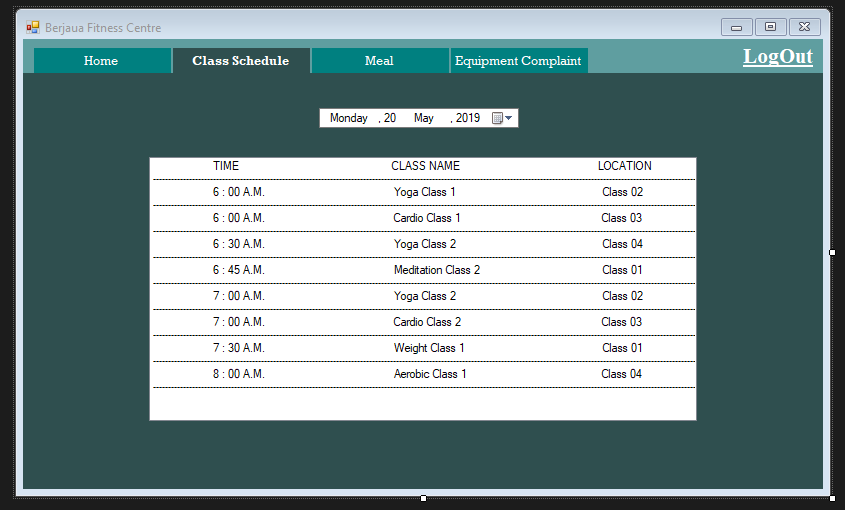 Berjaua Fitness Centre
Home Class Schedule Meal Equipment Complaint LogOut
Monday , 20 May , 2019
TIME CLASS NAME LOCATION
6 : 00 A.M. Yoga Class 1 Class 02
6 : 00 A.M. Cardio Class 1 Class 03
6 : 30 A.M. Yoga Class 2 Class 04
6 : 45 A.M. Meditation Class 2 Class 01
7 : 00 A.M. Yoga Class 2 Class 02
7 : 00 A.M. Cardio Class 2 Class 03
7 : 30 A.M. Weight Class 1 Class 01
8 : 00 A.M. Aerobic Class 1 Class 04